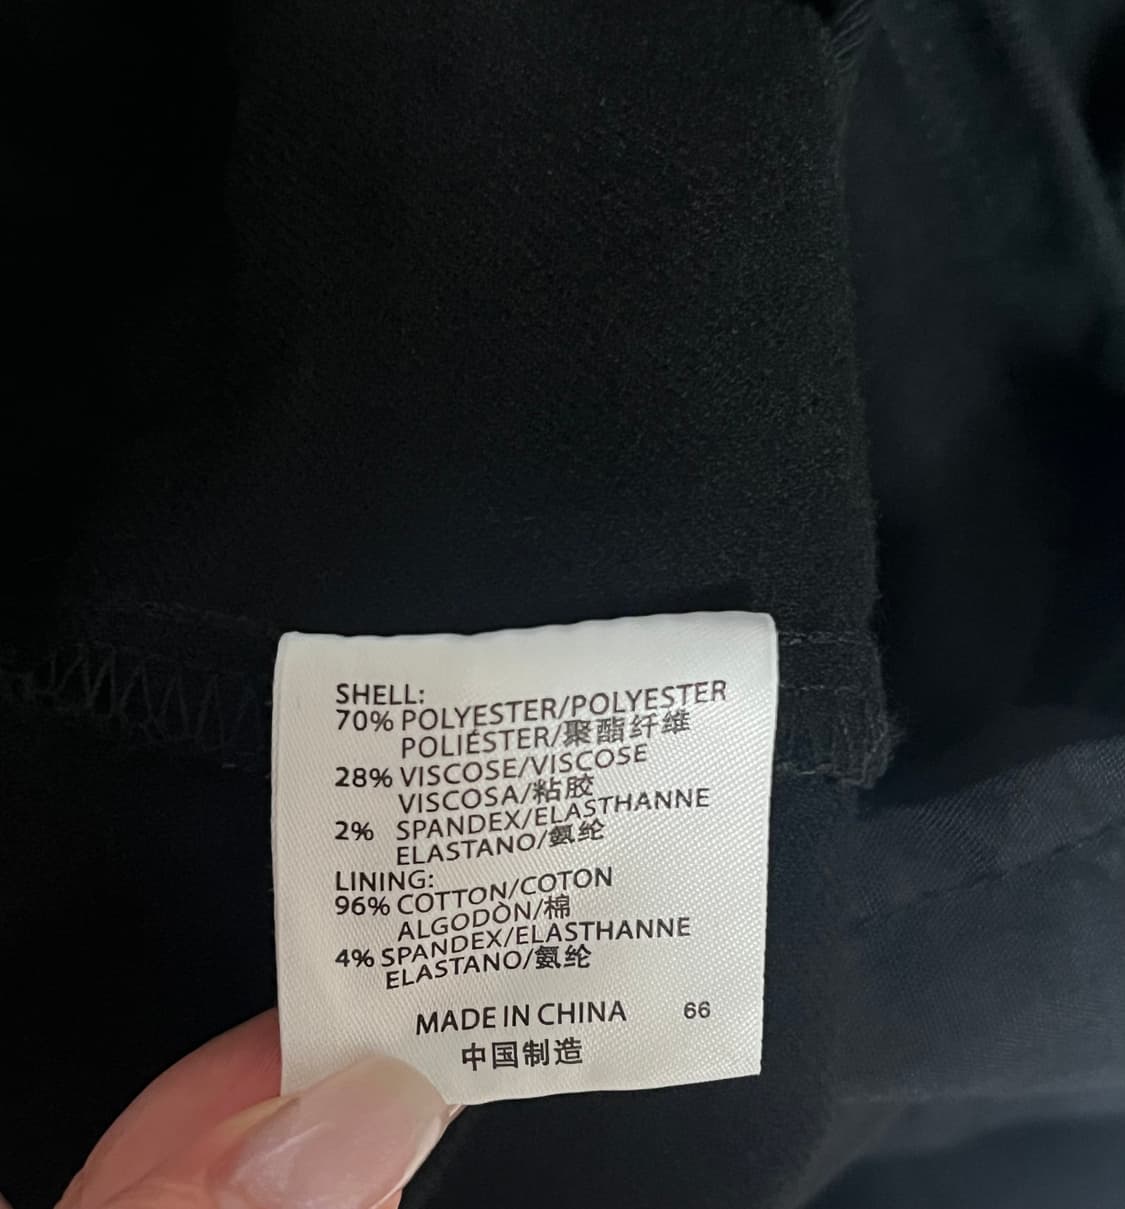 SHELL:
70% POLYESTER/POLYESTER
POLIÉSTER/聚酯纤维
28% VISCOSE/VISCOSE
VISCOSA/粘胶
2% SPANDEX/ELASTHANNE
ELASTANO/氨纶
LINING:
96% COTTON/COTON
ALGODÒN/棉
4% SPANDEX/ELASTHANNE
ELASTANO/氨纶
MADE IN CHINA 66
中国制造